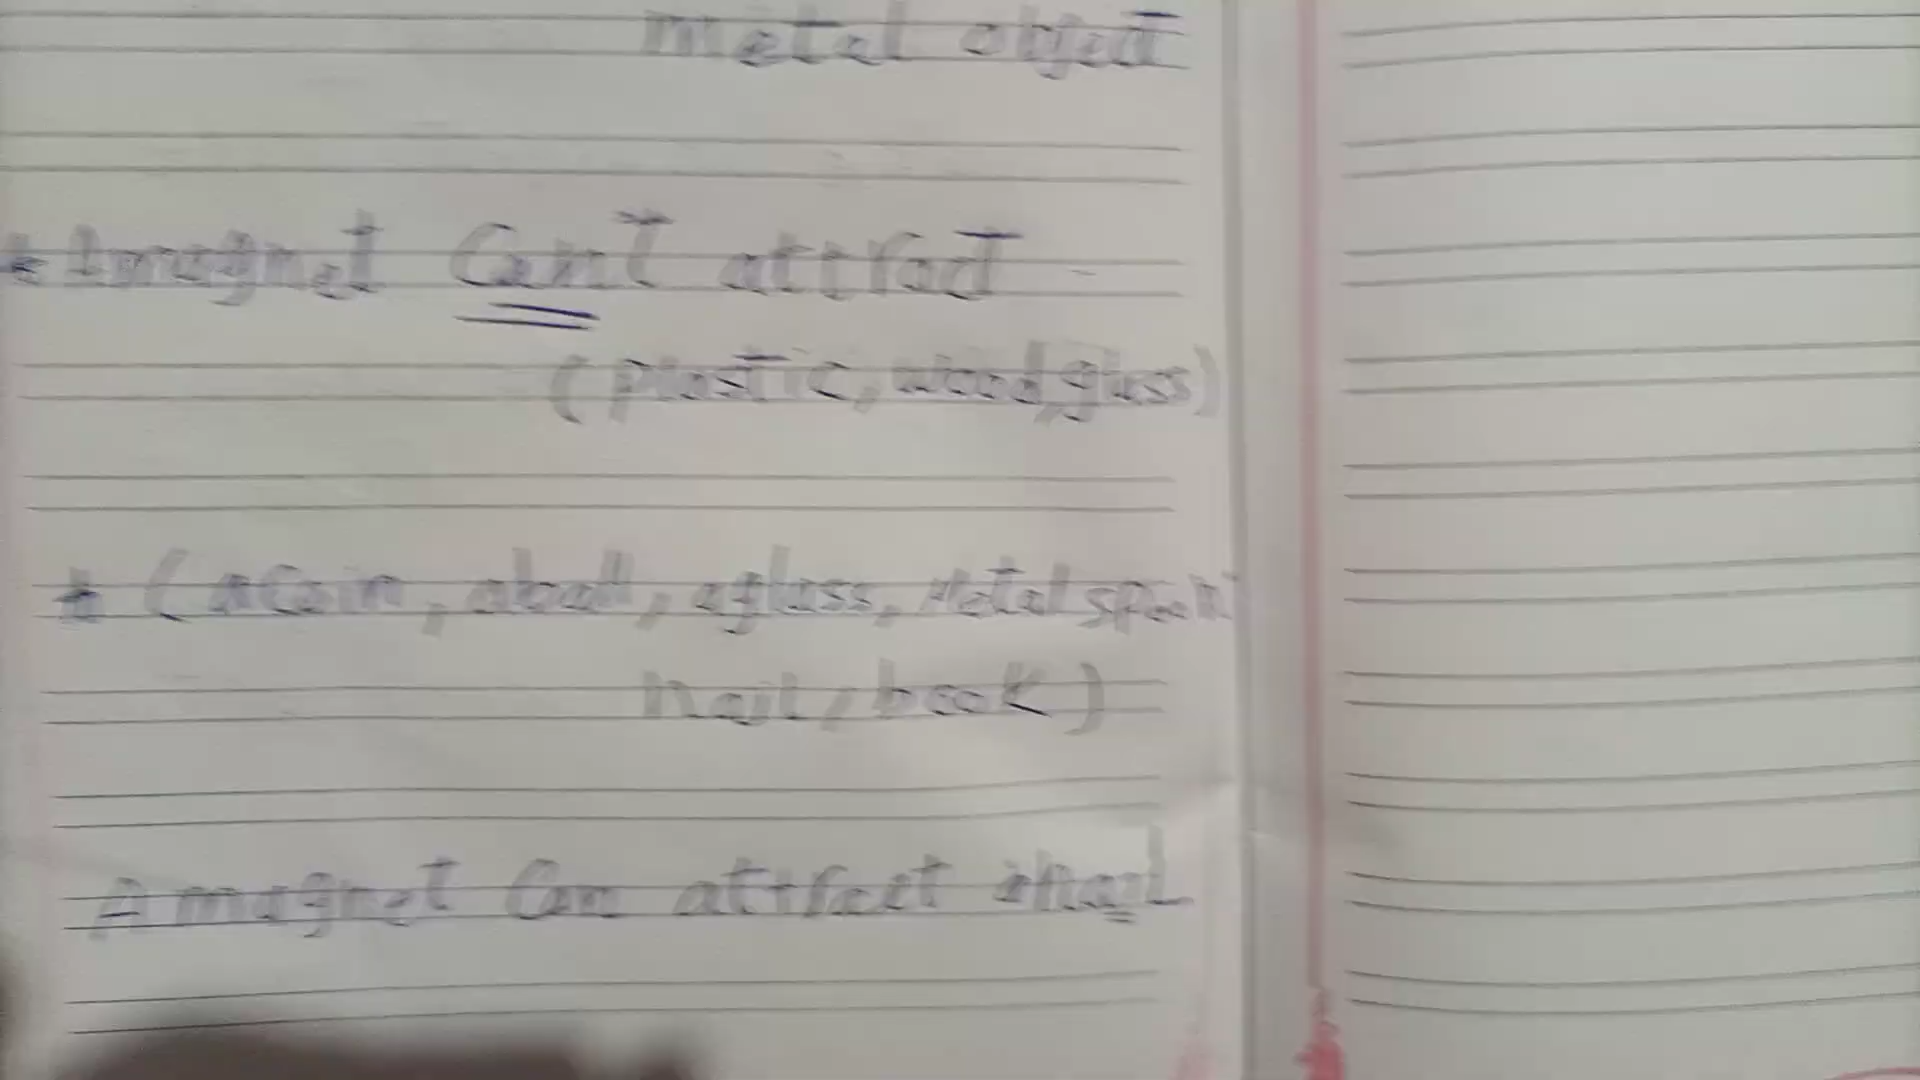 metal object
* A magnet Can't attract
(plastic, wood, glass)
* (a Coin, a ball, a glass, Metal spoon
nail, book)
A magnet Can attract